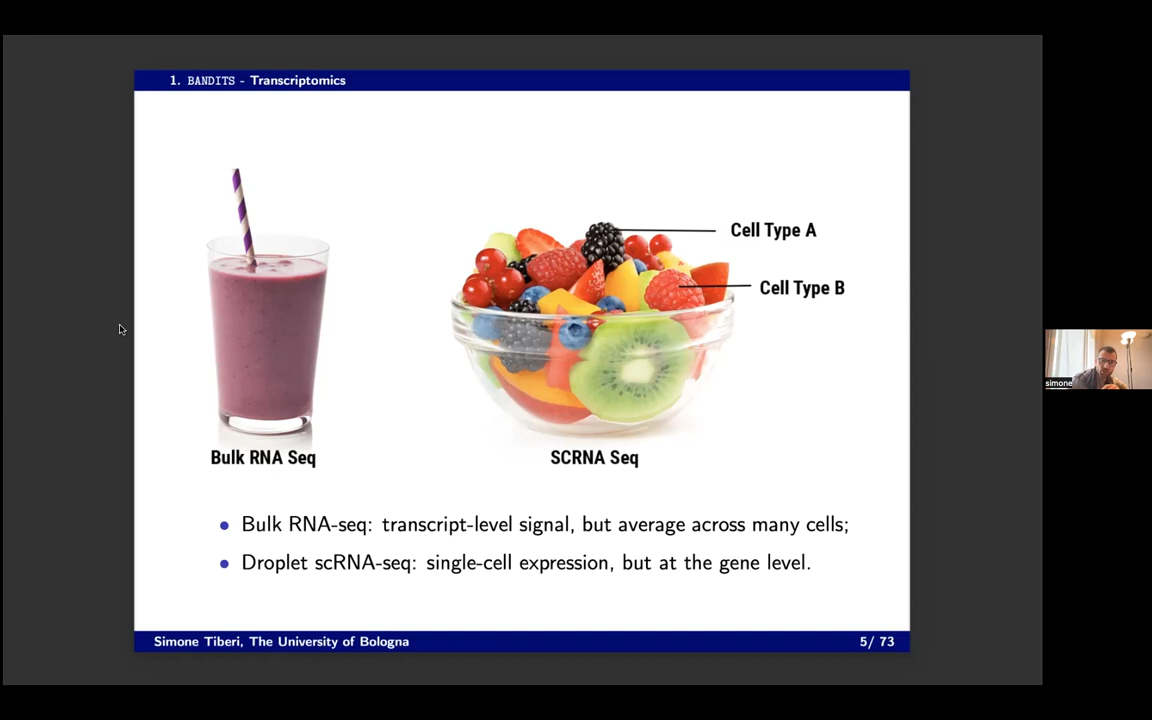 1. BANDITS - Transcriptomics
Cell Type A
Cell Type B
Bulk RNA Seq
SCRNA Seq
Bulk RNA-seq: transcript-level signal, but average across many cells;
Droplet scRNA-seq: single-cell expression, but at the gene level.
Simone Tiberi, The University of Bologna
5/ 73
simone